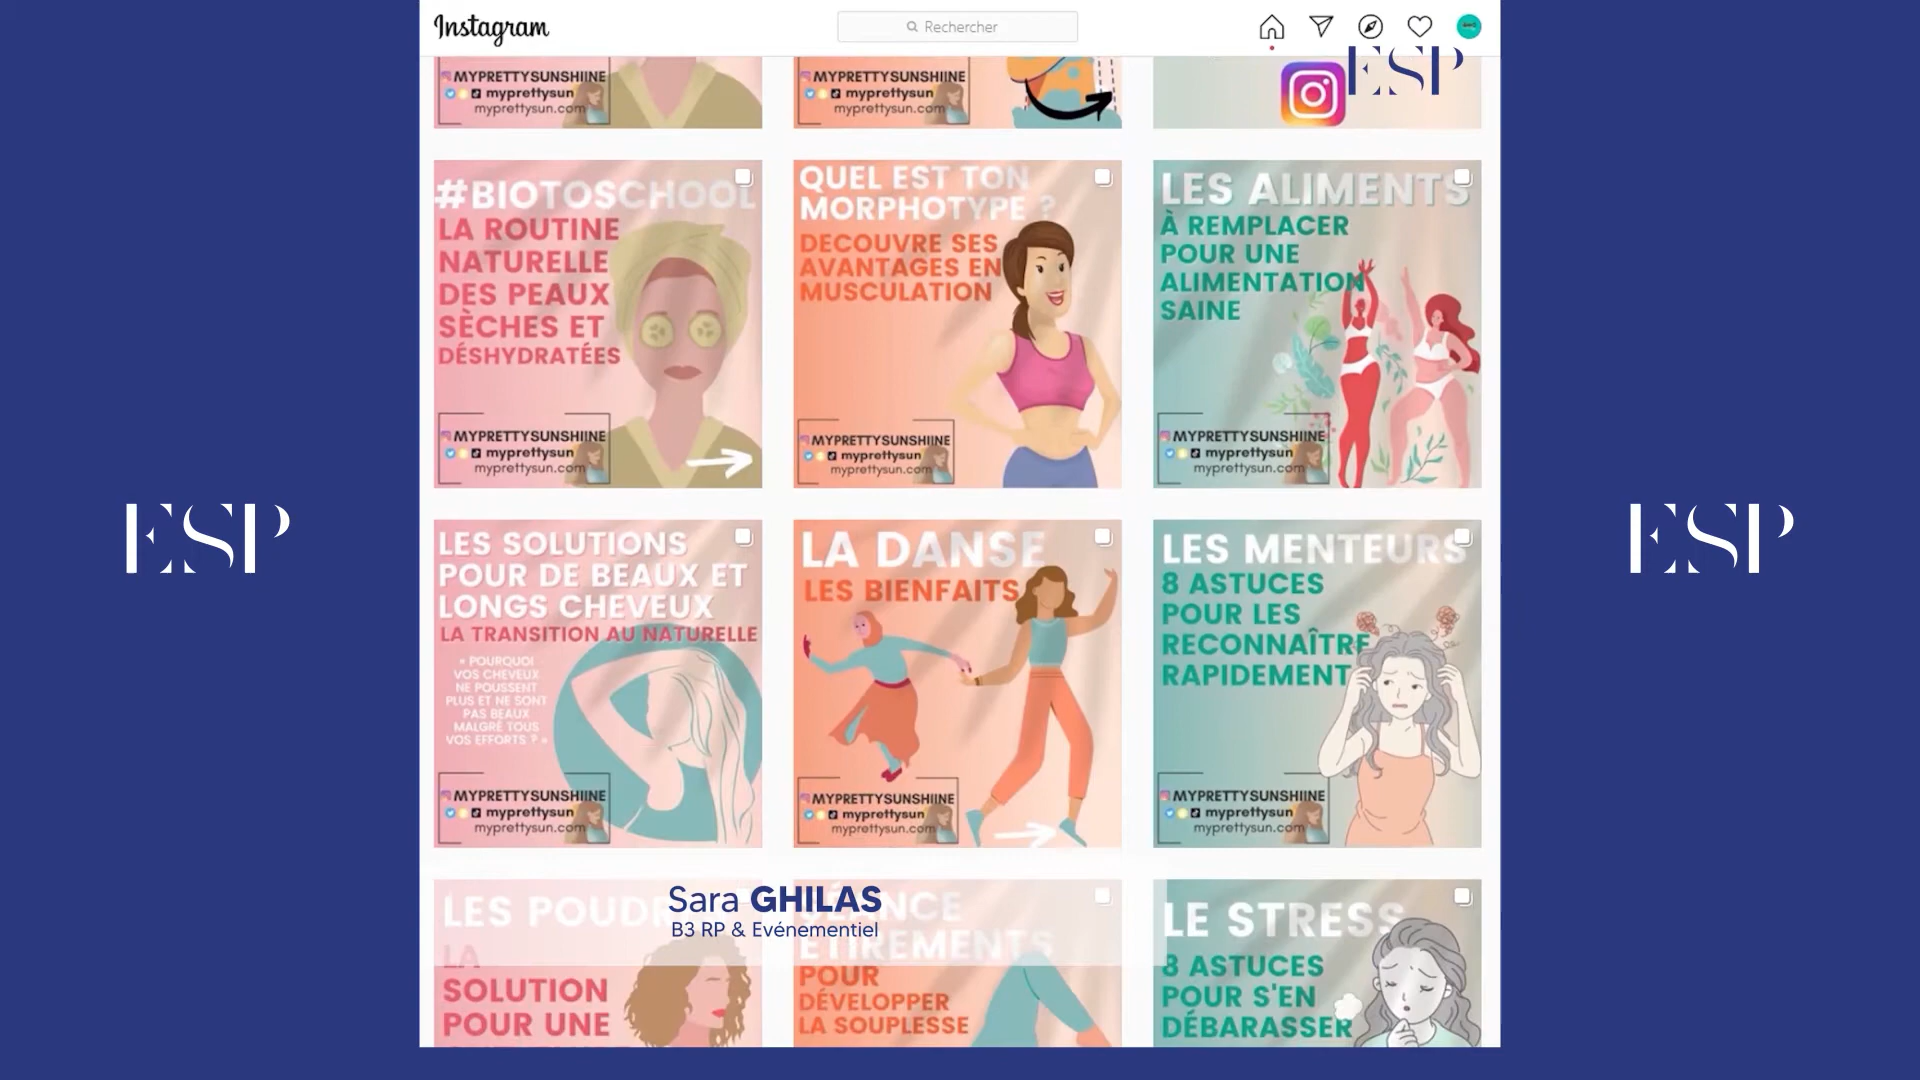 Instagram
Rechercher
ESP
MYPRETTYSUNSHIINE
myprettysun
myprettysun.com
MYPRETTYSUNSHIINE
myprettysun
myprettysun.com
#BIOTOSCHOOL
LA ROUTINE
NATURELLE
DES PEAUX
SÈCHES ET
DÉSHYDRATÉES
MYPRETTYSUNSHIINE
myprettysun
myprettysun.com
QUEL EST TON
MORPHOTYPE ?
DECOUVRE SES
AVANTAGES EN
MUSCULATION
MYPRETTYSUNSHIINE
myprettysun
myprettysun.com
LES ALIMENTS
À REMPLACER
POUR UNE
ALIMENTATION
SAINE
MYPRETTYSUNSHIINE
myprettysun
myprettysun.com
ESP
ESP
LES SOLUTIONS
POUR DE BEAUX ET
LONGS CHEVEUX
LA TRANSITION AU NATURELLE
« POURQUOI
VOS CHEVEUX
NE POUSSENT
PLUS ET NE SONT
PAS BEAUX
MALGRÉ TOUS
VOS EFFORTS ? »
MYPRETTYSUNSHIINE
myprettysun
myprettysun.com
LA DANSE
LES BIENFAITS
MYPRETTYSUNSHIINE
myprettysun
myprettysun.com
LES MENTEURS
8 ASTUCES
POUR LES
RECONNAÎTRE
RAPIDEMENT
MYPRETTYSUNSHIINE
myprettysun
myprettysun.com
Sara GHILAS
B3 RP & Evénementiel
LES POUDR
LA
SOLUTION
POUR UNE
SÉANCE
ÉTIREMENTS
POUR
DÉVELOPPER
LA SOUPLESSE
LE STRESS
8 ASTUCES
POUR S'EN
DÉBARASSER